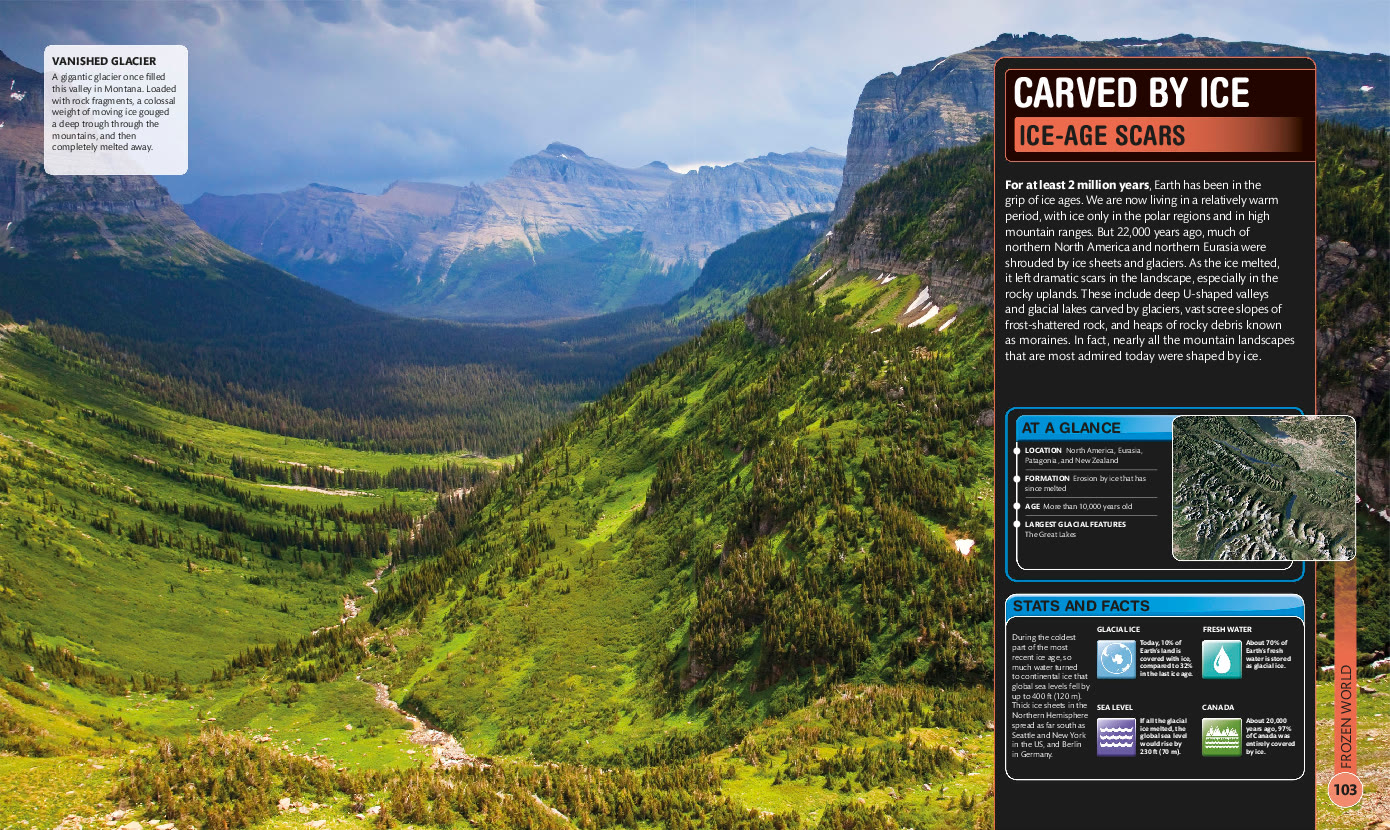 VANISHED GLACIER
A gigantic glacier once filled
this valley in Montana. Loaded
with rock fragments, a colossal
weight of moving ice gouged
a deep trough through the
mountains, and then
completely melted away.
CARVED BY ICE
ICE-AGE SCARS
For at least 2 million years, Earth has been in the
grip of ice ages. We are now living in a relatively warm
period, with ice only in the polar regions and in high
mountain ranges. But 22,000 years ago, much of
northern North America and northern Eurasia were
shrouded by ice sheets and glaciers. As the ice melted,
it left dramatic scars in the landscape, especially in the
rocky uplands. These include deep U-shaped valleys
and glacial lakes carved by glaciers, vast scree slopes of
frost-shattered rock, and heaps of rocky debris known
as moraines. In fact, nearly all the mountain landscapes
that are most admired today were shaped by ice.
AT A GLANCE
LOCATION North America, Eurasia,
Patagonia, and New Zealand
FORMATION Erosion by ice that has
since melted
AGE More than 10,000 years old
LARGEST GLACIAL FEATURES
The Great Lakes
STATS AND FACTS
During the coldest
part of the most
recent ice age, so
much water turned
to continental ice that
global sea levels fell by
up to 400 ft (120 m).
Thick ice sheets in the
Northern Hemisphere
spread as far south as
Seattle and New York
in the US, and Berlin
in Germany.
GLACIAL ICE
Today, 10% of
Earth's land is
covered with ice,
compared to 32%
in the last ice age.
FRESH WATER
About 70% of
Earth's fresh
water is stored
as glacial ice.
SEA LEVEL
If all the glacial
ice melted, the
global sea level
would rise by
230 ft (70 m).
CANADA
About 20,000
years ago, 97%
of Canada was
entirely covered
by ice.
FROZEN WORLD
103